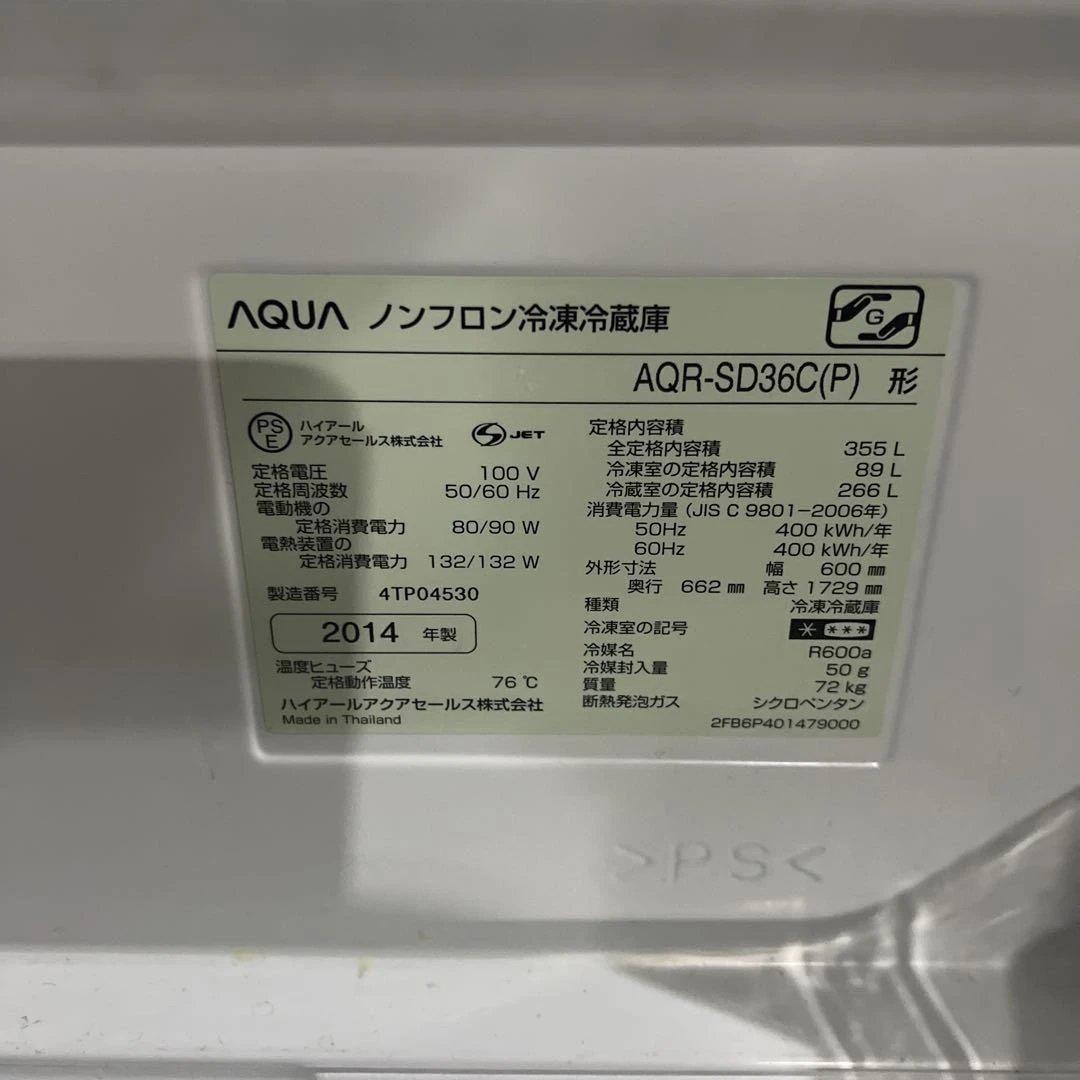 AQUA ノンフロン冷凍冷蔵庫
G
AQR-SD36C(P) 形
PS
E
ハイアール
アクアセールス株式会社
S JET
定格電圧 100 V
定格周波数 50/60 Hz
電動機の
定格消費電力 80/90 W
電熱装置の
定格消費電力 132/132 W
製造番号 4TP04530
2014 年製
温度ヒューズ
定格動作温度 76 ℃
ハイアールアクアセールス株式会社
Made in Thailand
定格内容積
全定格内容積 355 L
冷凍室の定格内容積 89 L
冷蔵室の定格内容積 266 L
消費電力量 (JIS C 9801-2006年)
50Hz 400 kWh/年
60Hz 400 kWh/年
外形寸法 幅 600 ㎜
奥行 662 ㎜ 高さ 1729 ㎜
種類 冷凍冷蔵庫
冷凍室の記号 * ***
冷媒名 R600a
冷媒封入量 50 g
質量 72 kg
断熱発泡ガス シクロペンタン
2FB6P401479000
>PS<